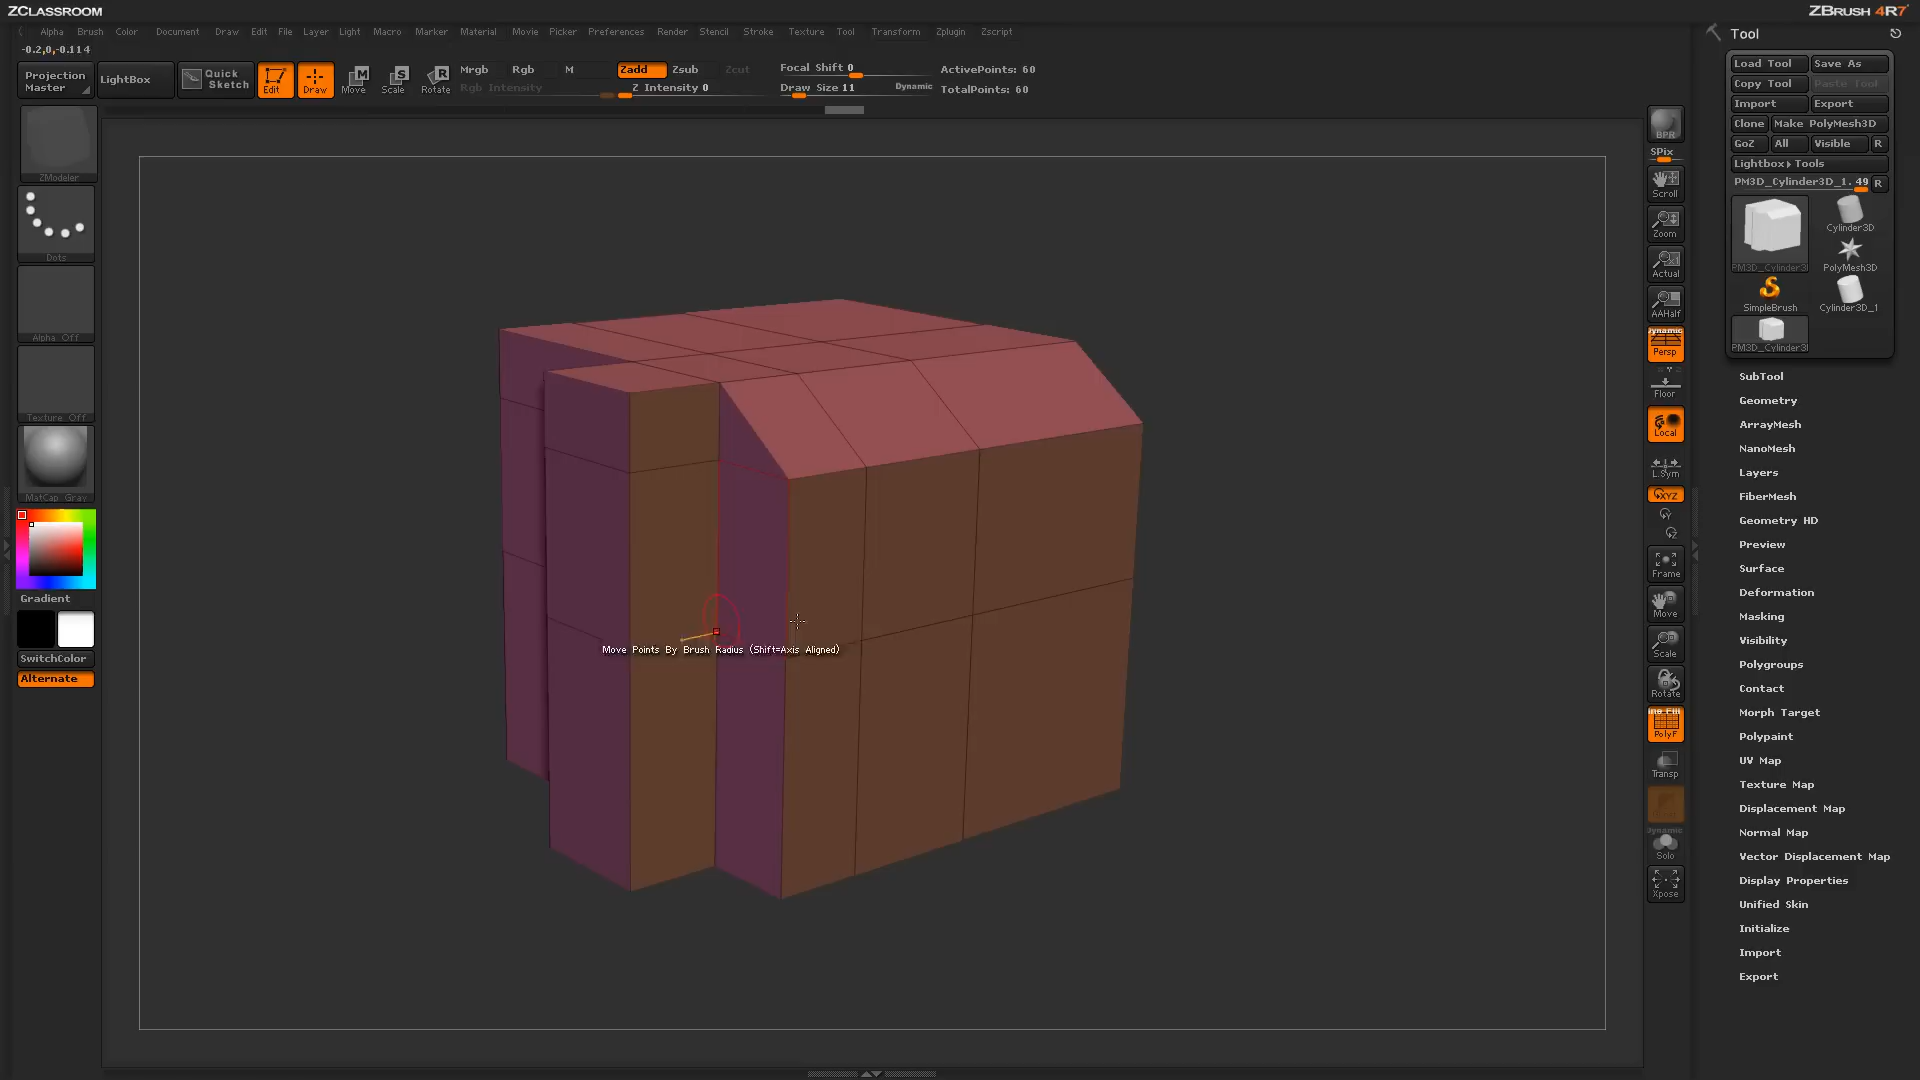 ZCLASSROOM
ZBRUSH 4R7
Alpha Brush Color Document Draw Edit File Layer Light Macro Marker Material Movie Picker Preferences Render Stencil Stroke Texture Tool Transform Zplugin Zscript
-0.2,0,-0.114
Projection Master
LightBox
Quick Sketch
Edit
Draw
Move
Scale
Rotate
Mrgb Rgb M
Rgb Intensity
Zadd Zsub Zcut
Z Intensity 0
Focal Shift 0
Draw Size 11
Dynamic
ActivePoints: 60
TotalPoints: 60
ZModeler
Dots
Alpha Off
Texture Off
MatCap Gray
Gradient
SwitchColor
Alternate
Move Points By Brush Radius (Shift=Axis Aligned)
BPR
SPix
Scroll
Zoom
Actual
AAHalf
Dynamic
Persp
Floor
Local
L.Sym
XYZ
Frame
Move
Scale
Rotate
PolyF
Transp
Dynamic
Solo
Xpose
Tool
Load Tool Save As
Copy Tool Paste Tool
Import Export
Clone Make PolyMesh3D
GoZ All Visible R
Lightbox▸Tools
PM3D_Cylinder3D_1. 49 R
PM3D_Cylinder3
Cylinder3D
PolyMesh3D
SimpleBrush
Cylinder3D_1
PM3D_Cylinder3
SubTool
Geometry
ArrayMesh
NanoMesh
Layers
FiberMesh
Geometry HD
Preview
Surface
Deformation
Masking
Visibility
Polygroups
Contact
Morph Target
Polypaint
UV Map
Texture Map
Displacement Map
Normal Map
Vector Displacement Map
Display Properties
Unified Skin
Initialize
Import
Export